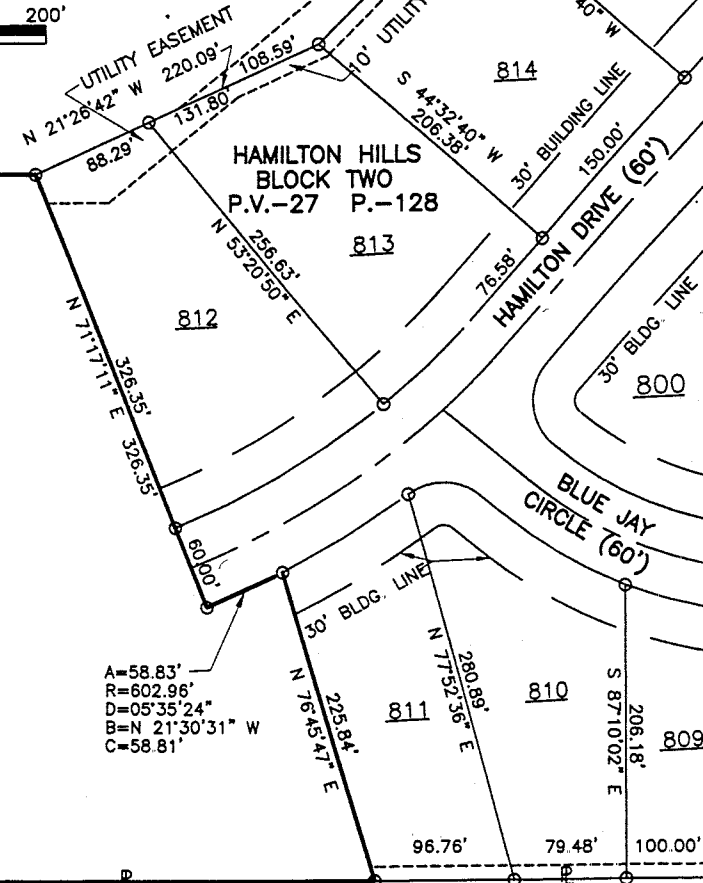 200'
UTILITY EASEMENT
N 21°26'42" W 220.09'
108.59'
131.80'
88.29'
10' UTILITY
40" W
814
S 44°32'40" W
206.38'
30' BUILDING LINE
150.00'
HAMILTON HILLS
BLOCK TWO
P.V.-27 P.-128
813
256.63'
N 53°20'50" E
76.58'
HAMILTON DRIVE (60')
812
N 71°17'11" E
326.35'
326.35'
30' BLDG LINE
800
BLUE JAY
CIRCLE (60')
60.00'
30' BLDG. LINE
A=58.83'
R=602.96'
D=05°35'24"
B=N 21°30'31" W
C=58.81'
N 76°45'47" E
225.84'
811
N 77°52'36" E
280.89'
810
S 87°10'02" E
206.18'
809
96.76'
79.48'
100.00'